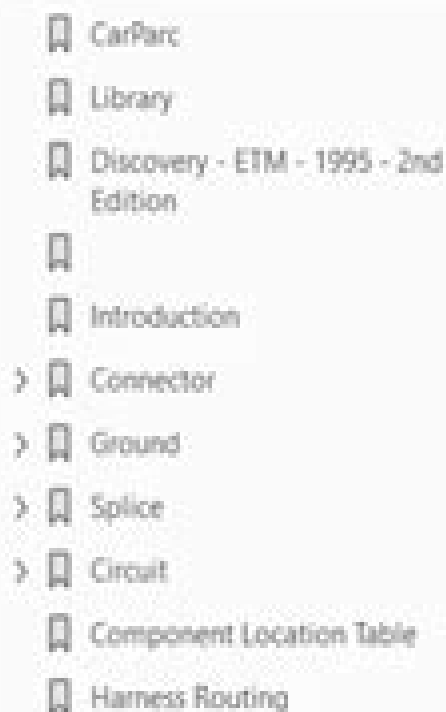 CarParc
Library
Discovery - ETM - 1995 - 2nd
Edition
Introduction
Connector
Ground
Splice
Circuit
Component Location Table
Harness Routing